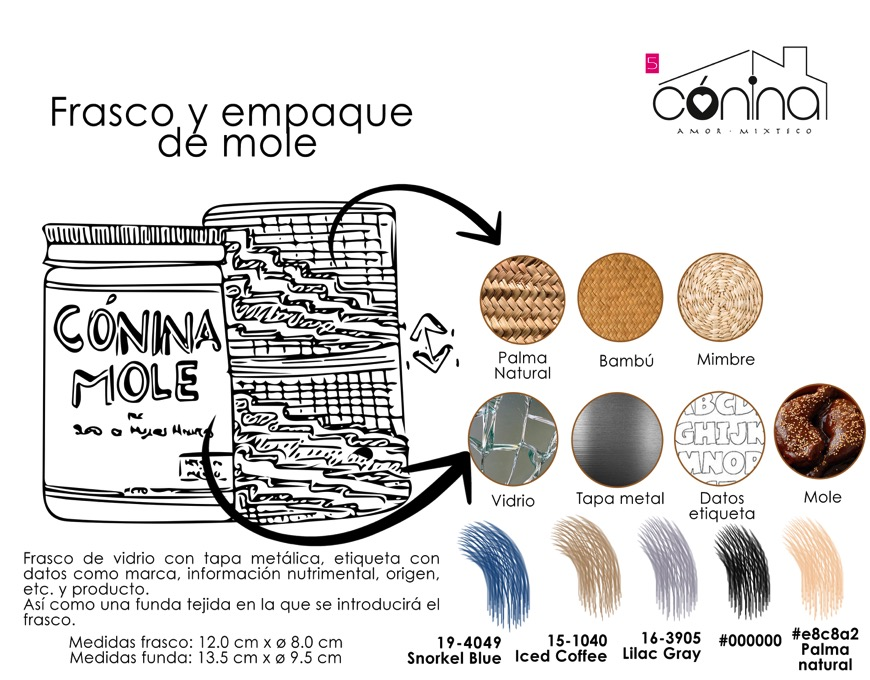 5
cónina
AMOR · MIXTECO
Frasco y empaque
de mole
CÓNINA
MOLE
Palma
Natural
Bambú
Mimbre
ABCD
GHIJK
MNOP
Vidrio
Tapa metal
Datos
etiqueta
Mole
Frasco de vidrio con tapa metálica, etiqueta con
datos como marca, información nutrimental, origen,
etc. y producto.
Así como una funda tejida en la que se introducirá el
frasco.
Medidas frasco: 12.0 cm x ø 8.0 cm
Medidas funda: 13.5 cm x ø 9.5 cm
19-4049
Snorkel Blue
15-1040
Iced Coffee
16-3905
Lilac Gray
#000000
#e8c8a2
Palma
natural